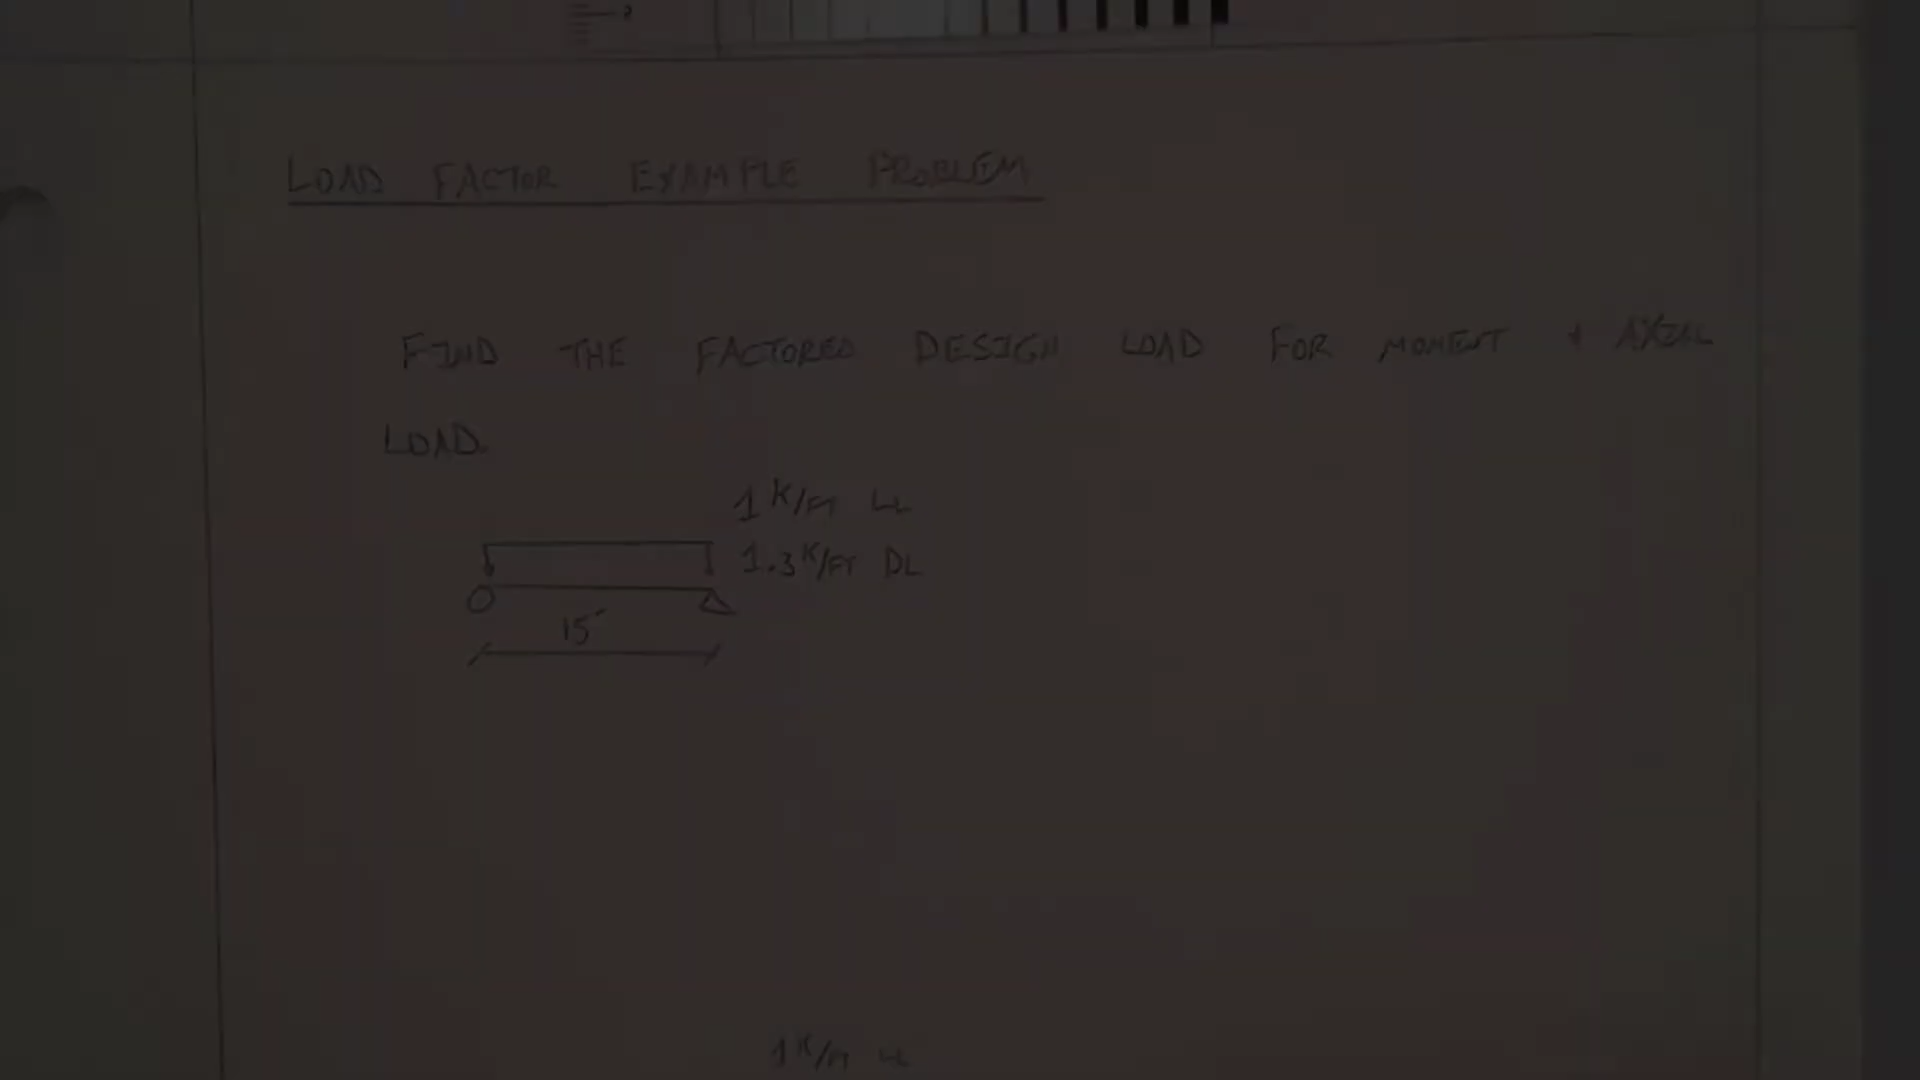 LOAD FACTOR EXAMPLE PROBLEM
FIND THE FACTORED DESIGN LOAD FOR MOMENT + AXIAL
LOAD.
1 K/FT LL
1.3 K/FT DL
15'
1 K/FT LL